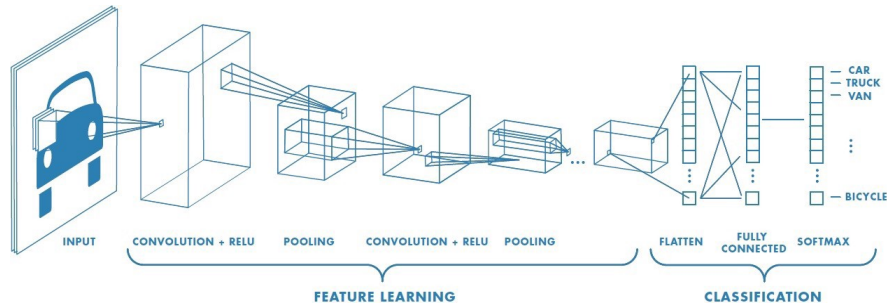 CAR
TRUCK
VAN
BICYCLE
INPUT
CONVOLUTION + RELU
POOLING
CONVOLUTION + RELU
POOLING
FLATTEN
FULLY
CONNECTED
SOFTMAX
FEATURE LEARNING
CLASSIFICATION